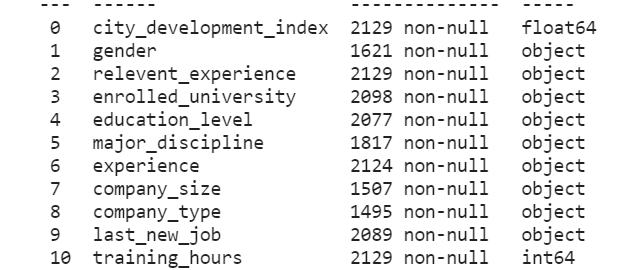 ---  ------                  --------------  -----
0   city_development_index  2129 non-null   float64
1   gender                  1621 non-null   object
2   relevent_experience     2129 non-null   object
3   enrolled_university     2098 non-null   object
4   education_level         2077 non-null   object
5   major_discipline        1817 non-null   object
6   experience              2124 non-null   object
7   company_size            1507 non-null   object
8   company_type            1495 non-null   object
9   last_new_job            2089 non-null   object
10  training_hours          2129 non-null   int64